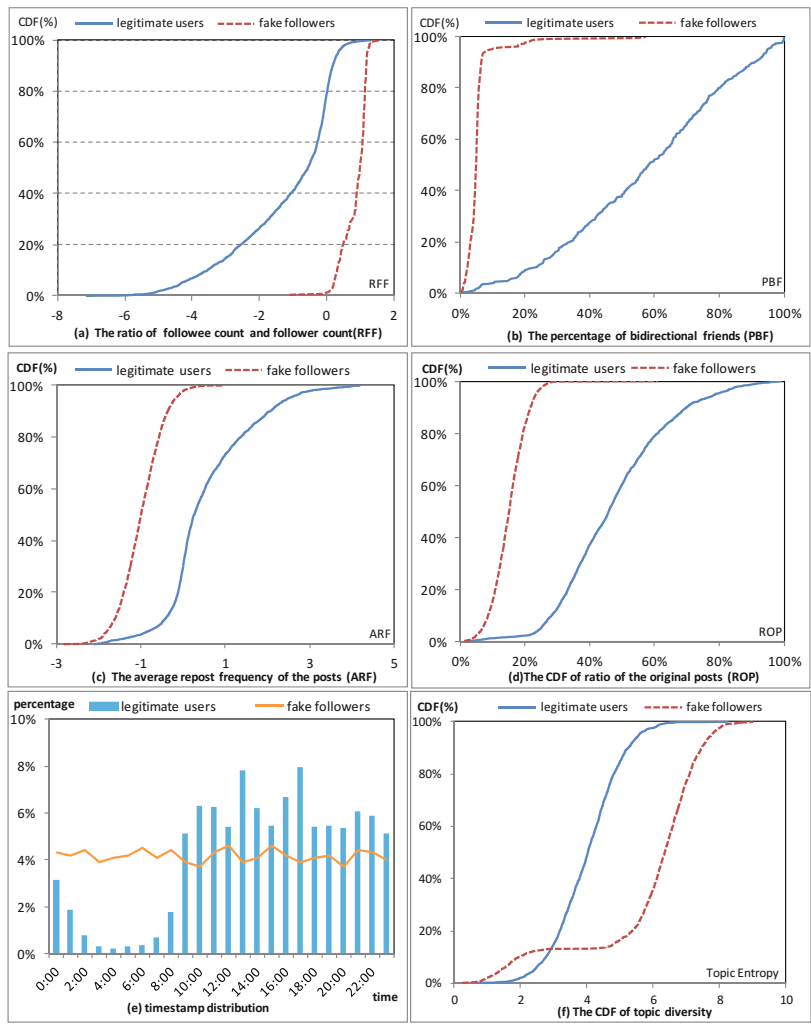 CDF(%) legitimate users fake followers
100%
80%
60%
40%
20%
0%
-8 -6 -4 -2 0 2
RFF
(a) The ratio of followee count and follower count(RFF)
CDF(%) legitimate users fake followers
100%
80%
60%
40%
20%
0%
0% 20% 40% 60% 80% 100%
PBF
(b) The percentage of bidirectional friends (PBF)
CDF(%) legitimate users fake followers
100%
80%
60%
40%
20%
0%
-3 -1 1 3 5
ARF
(c) The average repost frequency of the posts (ARF)
CDF(%) legitimate users fake followers
100%
80%
60%
40%
20%
0%
0% 20% 40% 60% 80% 100%
ROP
(d)The CDF of ratio of the original posts (ROP)
percentage legitimate users fake followers
10%
8%
6%
4%
2%
0%
0:00 2:00 4:00 6:00 8:00 10:00 12:00 14:00 16:00 18:00 20:00 22:00
time
(e) timestamp distribution
CDF(%) legitimate users fake followers
100%
80%
60%
40%
20%
0%
0 2 4 6 8 10
Topic Entropy
(f) The CDF of topic diversity